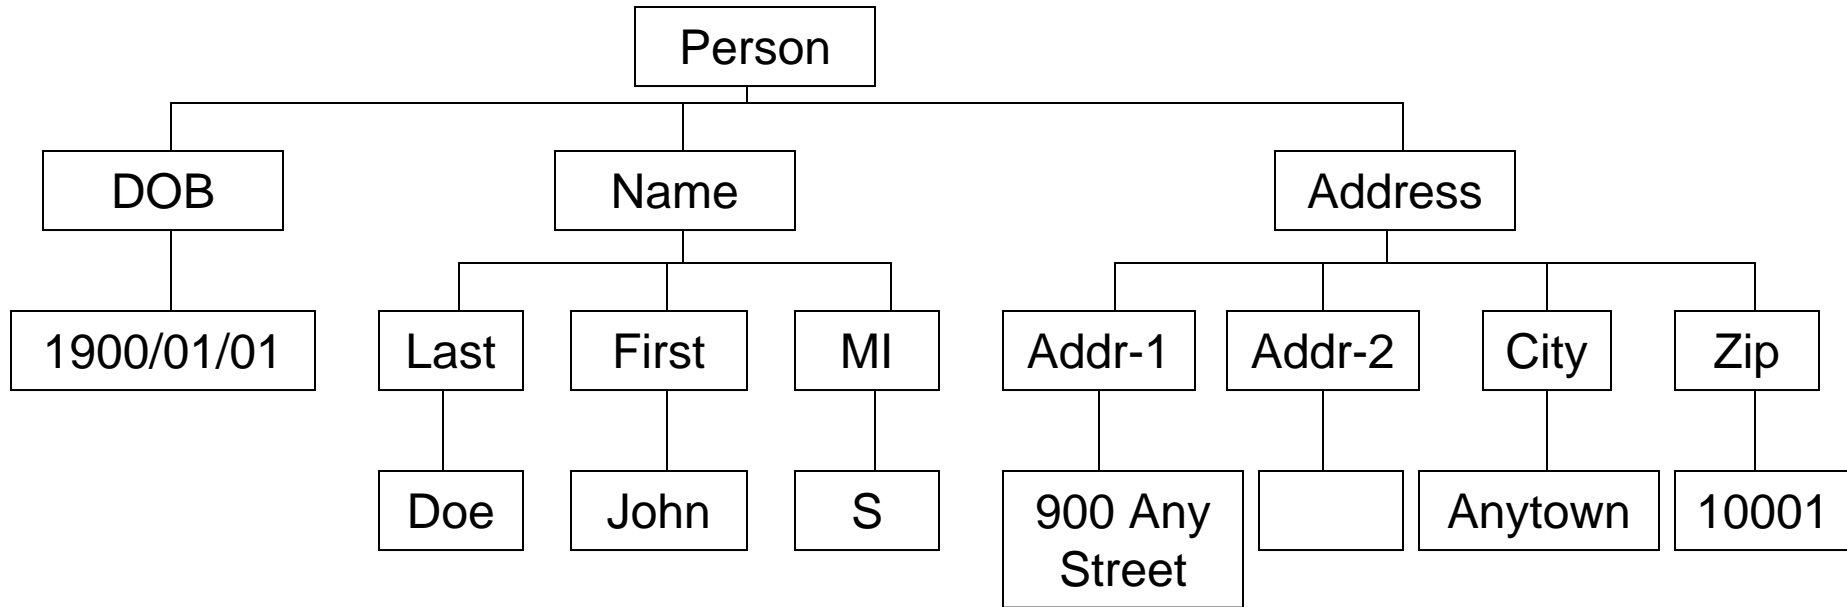 Person
DOB
Name
Address
1900/01/01
Last
First
MI
Addr-1
Addr-2
City
Zip
Doe
John
S
900 Any
Street
Anytown
10001